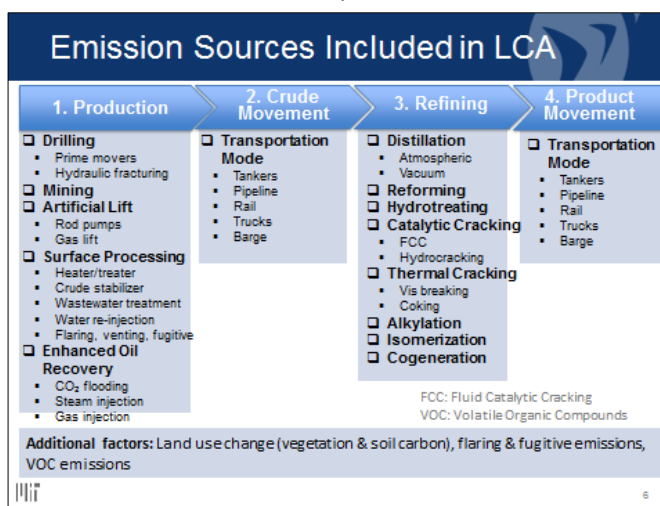 Emission Sources Included in LCA
1. Production
2. Crude
Movement
3. Refining
4. Product
Movement
❑ Drilling
▪ Prime movers
▪ Hydraulic fracturing
❑ Mining
❑ Artificial Lift
▪ Rod pumps
▪ Gas lift
❑ Surface Processing
▪ Heater/treater
▪ Crude stabilizer
▪ Wastewater treatment
▪ Water re-injection
▪ Flaring, venting, fugitive
❑ Enhanced Oil
Recovery
▪ CO₂ flooding
▪ Steam injection
▪ Gas injection
❑ Transportation
Mode
▪ Tankers
▪ Pipeline
▪ Rail
▪ Trucks
▪ Barge
❑ Distillation
▪ Atmospheric
▪ Vacuum
❑ Reforming
❑ Hydrotreating
❑ Catalytic Cracking
▪ FCC
▪ Hydrocracking
❑ Thermal Cracking
▪ Vis breaking
▪ Coking
❑ Alkylation
❑ Isomerization
❑ Cogeneration
❑ Transportation
Mode
▪ Tankers
▪ Pipeline
▪ Rail
▪ Trucks
▪ Barge
FCC: Fluid Catalytic Cracking
VOC: Volatile Organic Compounds
Additional factors: Land use change (vegetation & soil carbon), flaring & fugitive emissions,
VOC emissions
MIT
6